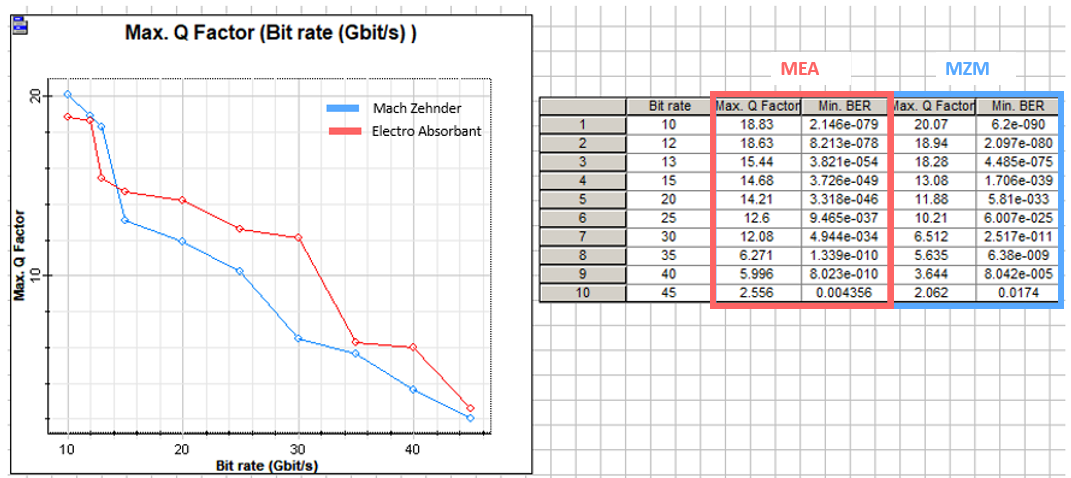 Max. Q Factor (Bit rate (Gbit/s) )
Mach Zehnder
Electro Absorbant
20
10
Max. Q Factor
10 20 30 40
Bit rate (Gbit/s)
MEA MZM
Bit rate Max. Q Factor Min. BER Max. Q Factor Min. BER
1 10 18.83 2.146e-079 20.07 6.2e-090
2 12 18.63 8.213e-078 18.94 2.097e-080
3 13 15.44 3.821e-054 18.28 4.485e-075
4 15 14.68 3.726e-049 13.08 1.706e-039
5 20 14.21 3.318e-046 11.88 5.81e-033
6 25 12.6 9.465e-037 10.21 6.007e-025
7 30 12.08 4.944e-034 6.512 2.517e-011
8 35 6.271 1.339e-010 5.635 6.38e-009
9 40 5.996 8.023e-010 3.644 8.042e-005
10 45 2.556 0.004356 2.062 0.0174